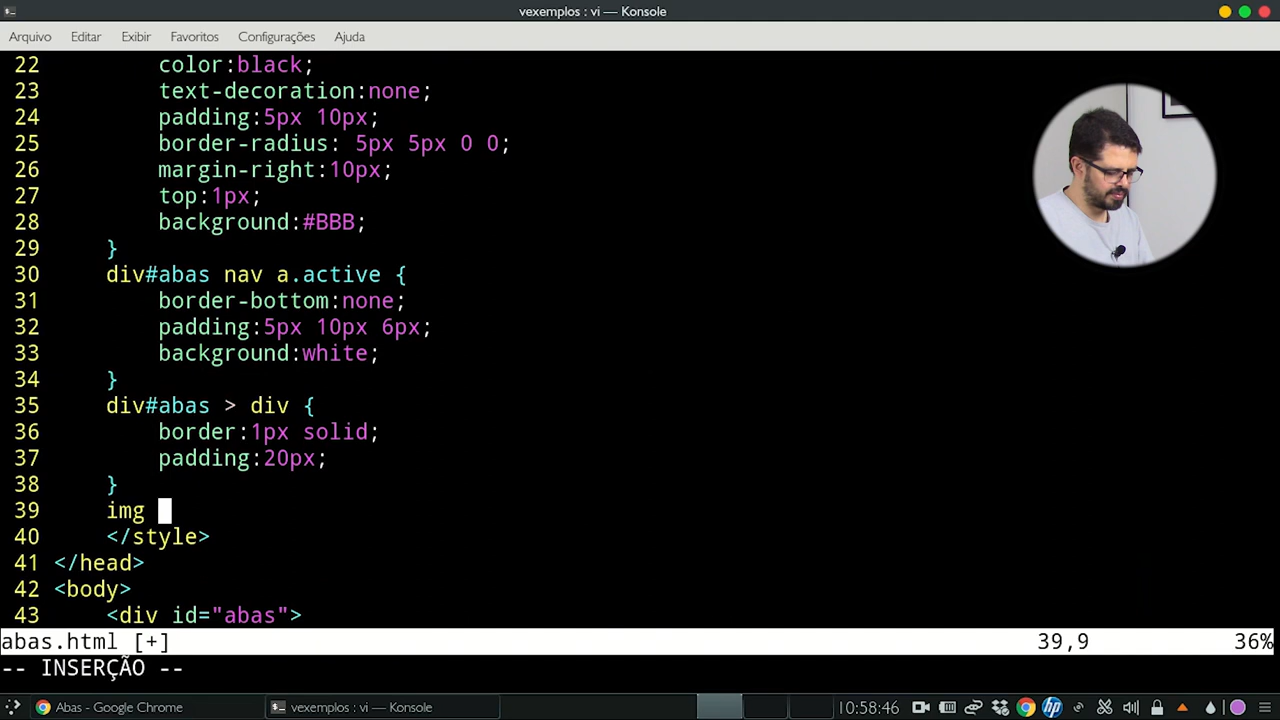 vexemplos : vi — Konsole
Arquivo Editar Exibir Favoritos Configurações Ajuda
22 color:black;
23 text-decoration:none;
24 padding:5px 10px;
25 border-radius: 5px 5px 0 0;
26 margin-right:10px;
27 top:1px;
28 background:#BBB;
29 }
30 div#abas nav a.active {
31 border-bottom:none;
32 padding:5px 10px 6px;
33 background:white;
34 }
35 div#abas > div {
36 border:1px solid;
37 padding:20px;
38 }
39 img
40 </style>
41 </head>
42 <body>
43 <div id="abas">
abas.html [+] 39,9 36%
-- INSERÇÃO --
Abas - Google Chrome vexemplos : vi — Konsole 10:58:46 hp